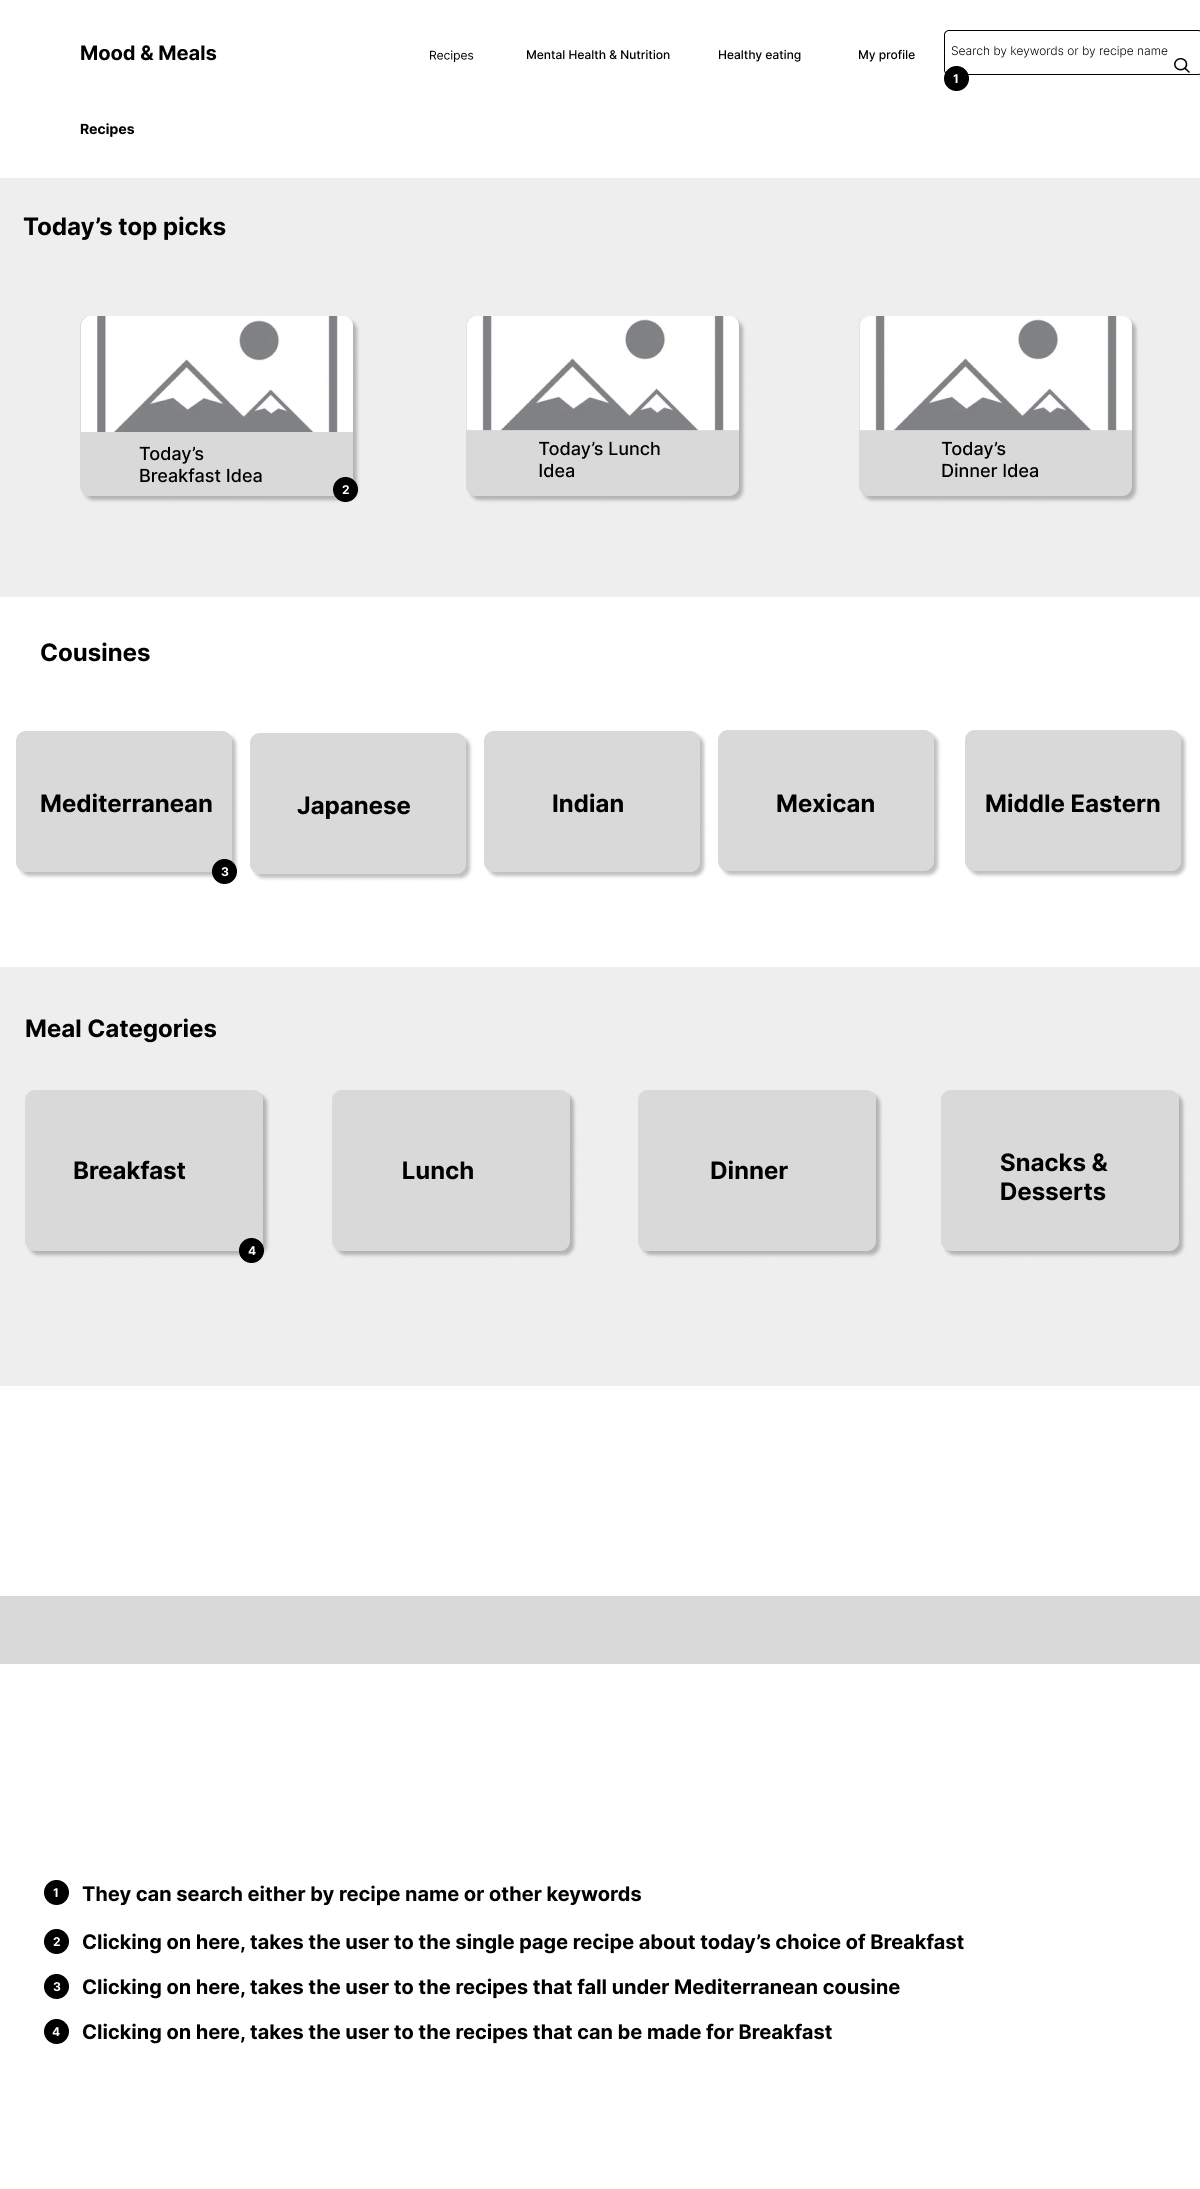 Mood & Meals
Recipes
Mental Health & Nutrition
Healthy eating
My profile
Search by keywords or by recipe name
1
Recipes
Today’s top picks
Today’s
Breakfast Idea
2
Today’s Lunch
Idea
Today’s
Dinner Idea
Cousines
Mediterranean
3
Japanese
Indian
Mexican
Middle Eastern
Meal Categories
Breakfast
4
Lunch
Dinner
Snacks &
Desserts
1 They can search either by recipe name or other keywords
2 Clicking on here, takes the user to the single page recipe about today’s choice of Breakfast
3 Clicking on here, takes the user to the recipes that fall under Mediterranean cousine
4 Clicking on here, takes the user to the recipes that can be made for Breakfast